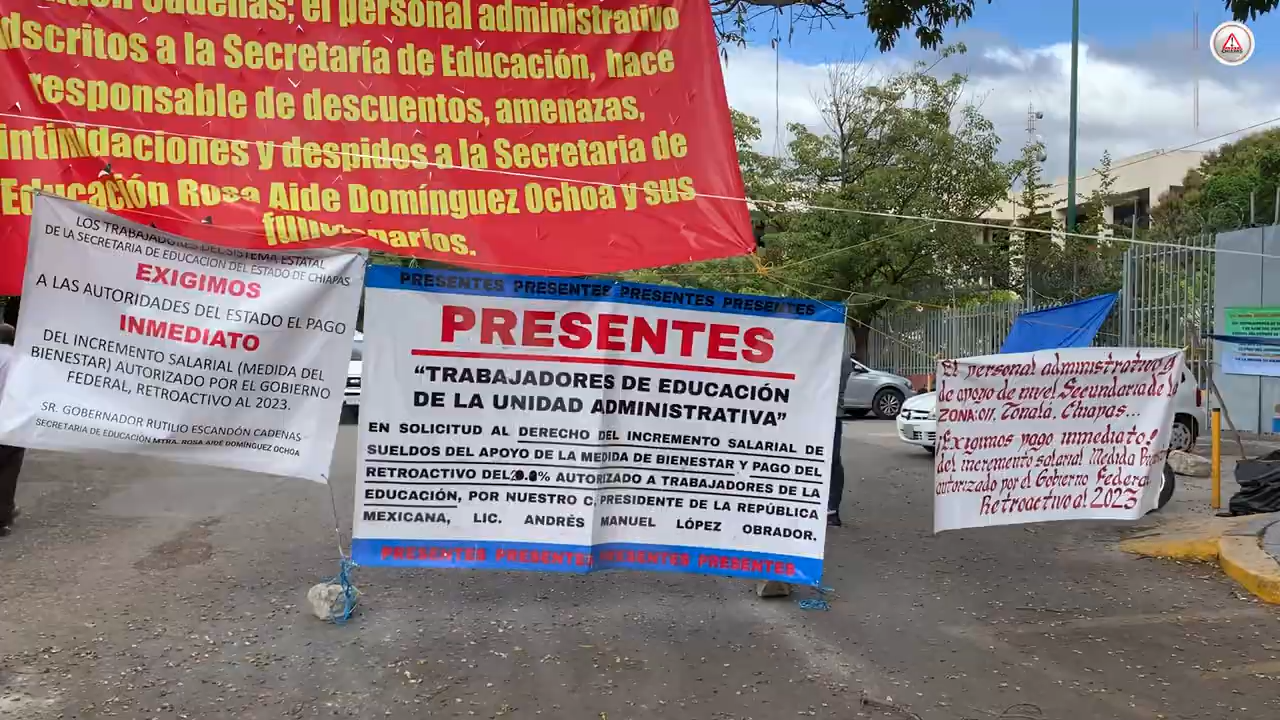 cadenas; el personal administrativo
adscritos a la Secretaría de Educación, hace
responsable de descuentos, amenazas,
intimidaciones y despidos a la Secretaria de
Educación Rosa Aide Domínguez Ochoa y sus
funcionarios.
LOS TRABAJADORES DEL SISTEMA ESTATAL
DE LA SECRETARIA DE EDUCACION DEL ESTADO DE CHIAPAS
EXIGIMOS
A LAS AUTORIDADES DEL ESTADO EL PAGO
INMEDIATO
DEL INCREMENTO SALARIAL (MEDIDA DEL
BIENESTAR) AUTORIZADO POR EL GOBIERNO
FEDERAL, RETROACTIVO AL 2023.
SR. GOBERNADOR RUTILIO ESCANDÓN CADENAS
SECRETARIA DE EDUCACIÓN MTRA. ROSA AIDÉ DOMÍNGUEZ OCHOA
PRESENTES PRESENTES PRESENTES PRESENTES
PRESENTES
“TRABAJADORES DE EDUCACIÓN
DE LA UNIDAD ADMINISTRATIVA”
EN SOLICITUD AL DERECHO DEL INCREMENTO SALARIAL DE
SUELDOS DEL APOYO DE LA MEDIDA DE BIENESTAR Y PAGO DEL
RETROACTIVO DEL % AUTORIZADO A TRABAJADORES DE LA
EDUCACIÓN, POR NUESTRO C. PRESIDENTE DE LA REPÚBLICA
MEXICANA, LIC. ANDRÉS MANUEL LÓPEZ OBRADOR.
PRESENTES PRESENTES PRESENTES PRESENTES
El personal administrativo y
de apoyo de nivel Secundaria de la
ZONA:011, Tonalá, Chiapas...
¡Exigimos pago inmediato!
del incremento salarial Medida
autorizado por el Gobierno Federal
Retroactivo al 2023